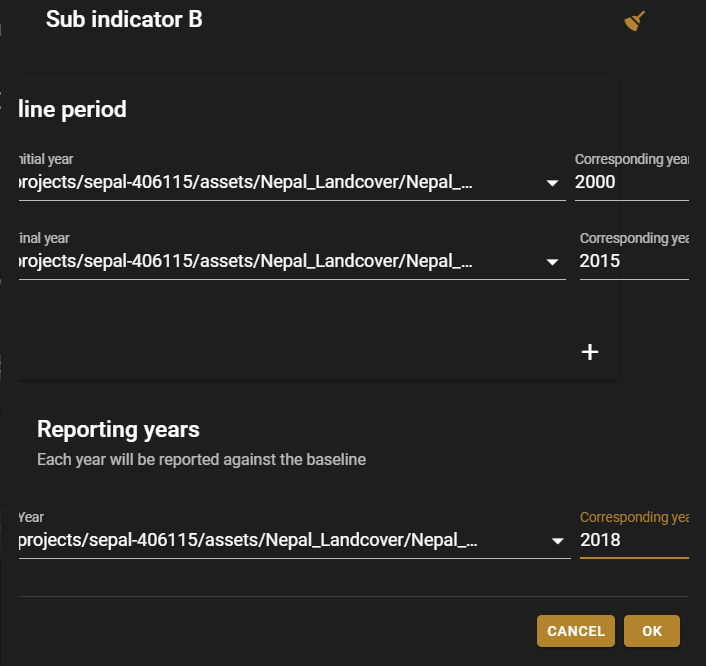 Sub indicator B
line period
nitial year
Corresponding year
projects/sepal-406115/assets/Nepal_Landcover/Nepal_...
2000
inal year
Corresponding yea
projects/sepal-406115/assets/Nepal_Landcover/Nepal_...
2015
+
Reporting years
Each year will be reported against the baseline
Year
Corresponding yea
projects/sepal-406115/assets/Nepal_Landcover/Nepal_...
2018
CANCEL
OK